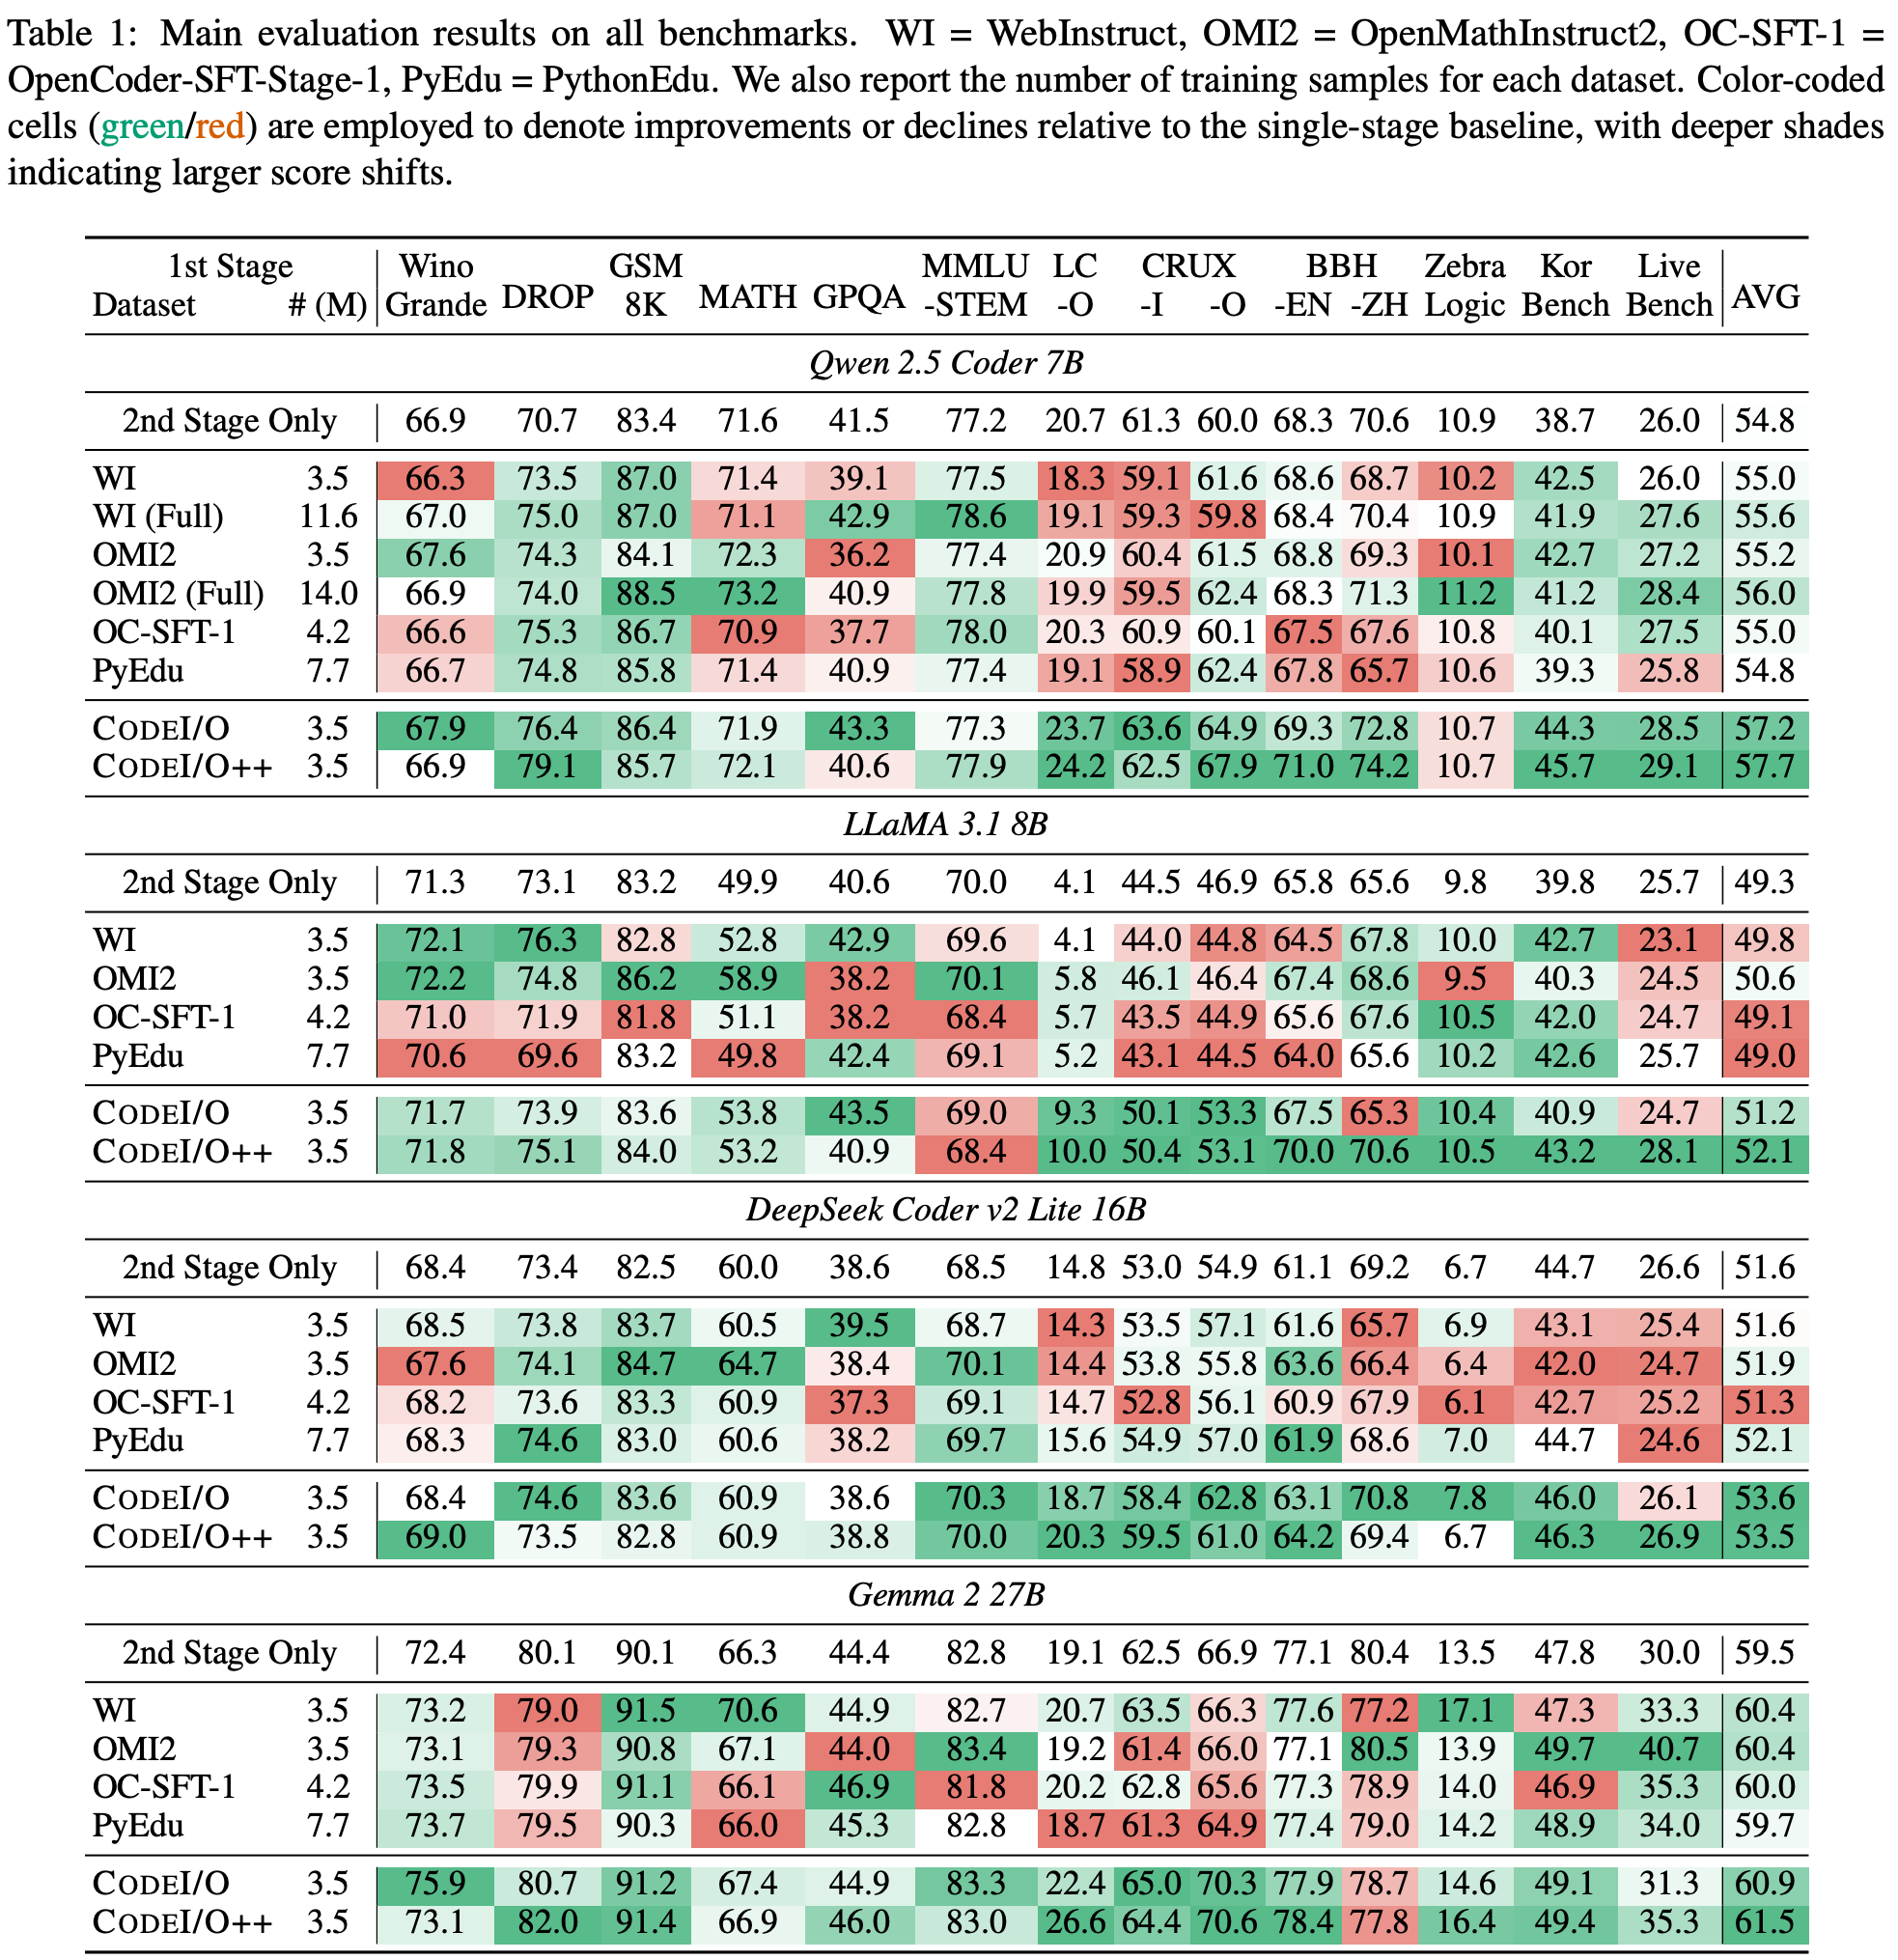 Table 1: Main evaluation results on all benchmarks. WI = WebInstruct, OMI2 = OpenMathInstruct2, OC-SFT-1 =
OpenCoder-SFT-Stage-1, PyEdu = PythonEdu. We also report the number of training samples for each dataset. Color-coded
cells (green/red) are employed to denote improvements or declines relative to the single-stage baseline, with deeper shades
indicating larger score shifts.
1st Stage Wino GSM MMLU LC CRUX BBH Zebra Kor Live
Dataset # (M) Grande DROP 8K MATH GPQA -STEM -O -I -O -EN -ZH Logic Bench Bench AVG
Qwen 2.5 Coder 7B
2nd Stage Only 66.9 70.7 83.4 71.6 41.5 77.2 20.7 61.3 60.0 68.3 70.6 10.9 38.7 26.0 54.8
WI 3.5 66.3 73.5 87.0 71.4 39.1 77.5 18.3 59.1 61.6 68.6 68.7 10.2 42.5 26.0 55.0
WI (Full) 11.6 67.0 75.0 87.0 71.1 42.9 78.6 19.1 59.3 59.8 68.4 70.4 10.9 41.9 27.6 55.6
OMI2 3.5 67.6 74.3 84.1 72.3 36.2 77.4 20.9 60.4 61.5 68.8 69.3 10.1 42.7 27.2 55.2
OMI2 (Full) 14.0 66.9 74.0 88.5 73.2 40.9 77.8 19.9 59.5 62.4 68.3 71.3 11.2 41.2 28.4 56.0
OC-SFT-1 4.2 66.6 75.3 86.7 70.9 37.7 78.0 20.3 60.9 60.1 67.5 67.6 10.8 40.1 27.5 55.0
PyEdu 7.7 66.7 74.8 85.8 71.4 40.9 77.4 19.1 58.9 62.4 67.8 65.7 10.6 39.3 25.8 54.8
CODEI/O 3.5 67.9 76.4 86.4 71.9 43.3 77.3 23.7 63.6 64.9 69.3 72.8 10.7 44.3 28.5 57.2
CODEI/O++ 3.5 66.9 79.1 85.7 72.1 40.6 77.9 24.2 62.5 67.9 71.0 74.2 10.7 45.7 29.1 57.7
LLaMA 3.1 8B
2nd Stage Only 71.3 73.1 83.2 49.9 40.6 70.0 4.1 44.5 46.9 65.8 65.6 9.8 39.8 25.7 49.3
WI 3.5 72.1 76.3 82.8 52.8 42.9 69.6 4.1 44.0 44.8 64.5 67.8 10.0 42.7 23.1 49.8
OMI2 3.5 72.2 74.8 86.2 58.9 38.2 70.1 5.8 46.1 46.4 67.4 68.6 9.5 40.3 24.5 50.6
OC-SFT-1 4.2 71.0 71.9 81.8 51.1 38.2 68.4 5.7 43.5 44.9 65.6 67.6 10.5 42.0 24.7 49.1
PyEdu 7.7 70.6 69.6 83.2 49.8 42.4 69.1 5.2 43.1 44.5 64.0 65.6 10.2 42.6 25.7 49.0
CODEI/O 3.5 71.7 73.9 83.6 53.8 43.5 69.0 9.3 50.1 53.3 67.5 65.3 10.4 40.9 24.7 51.2
CODEI/O++ 3.5 71.8 75.1 84.0 53.2 40.9 68.4 10.0 50.4 53.1 70.0 70.6 10.5 43.2 28.1 52.1
DeepSeek Coder v2 Lite 16B
2nd Stage Only 68.4 73.4 82.5 60.0 38.6 68.5 14.8 53.0 54.9 61.1 69.2 6.7 44.7 26.6 51.6
WI 3.5 68.5 73.8 83.7 60.5 39.5 68.7 14.3 53.5 57.1 61.6 65.7 6.9 43.1 25.4 51.6
OMI2 3.5 67.6 74.1 84.7 64.7 38.4 70.1 14.4 53.8 55.8 63.6 66.4 6.4 42.0 24.7 51.9
OC-SFT-1 4.2 68.2 73.6 83.3 60.9 37.3 69.1 14.7 52.8 56.1 60.9 67.9 6.1 42.7 25.2 51.3
PyEdu 7.7 68.3 74.6 83.0 60.6 38.2 69.7 15.6 54.9 57.0 61.9 68.6 7.0 44.7 24.6 52.1
CODEI/O 3.5 68.4 74.6 83.6 60.9 38.6 70.3 18.7 58.4 62.8 63.1 70.8 7.8 46.0 26.1 53.6
CODEI/O++ 3.5 69.0 73.5 82.8 60.9 38.8 70.0 20.3 59.5 61.0 64.2 69.4 6.7 46.3 26.9 53.5
Gemma 2 27B
2nd Stage Only 72.4 80.1 90.1 66.3 44.4 82.8 19.1 62.5 66.9 77.1 80.4 13.5 47.8 30.0 59.5
WI 3.5 73.2 79.0 91.5 70.6 44.9 82.7 20.7 63.5 66.3 77.6 77.2 17.1 47.3 33.3 60.4
OMI2 3.5 73.1 79.3 90.8 67.1 44.0 83.4 19.2 61.4 66.0 77.1 80.5 13.9 49.7 40.7 60.4
OC-SFT-1 4.2 73.5 79.9 91.1 66.1 46.9 81.8 20.2 62.8 65.6 77.3 78.9 14.0 46.9 35.3 60.0
PyEdu 7.7 73.7 79.5 90.3 66.0 45.3 82.8 18.7 61.3 64.9 77.4 79.0 14.2 48.9 34.0 59.7
CODEI/O 3.5 75.9 80.7 91.2 67.4 44.9 83.3 22.4 65.0 70.3 77.9 78.7 14.6 49.1 31.3 60.9
CODEI/O++ 3.5 73.1 82.0 91.4 66.9 46.0 83.0 26.6 64.4 70.6 78.4 77.8 16.4 49.4 35.3 61.5